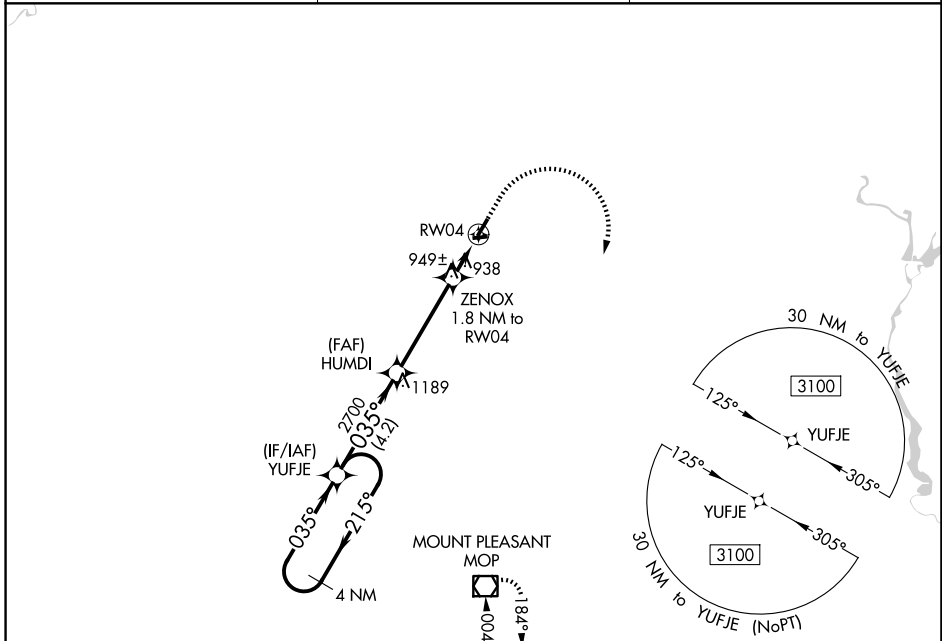 RW04
949±
938
ZENOX
1.8 NM to
RW04
(FAF)
HUMDI
1189
2700
035°
(4.2)
(IF/IAF)
YUFJE
035°
215°
4 NM
MOUNT PLEASANT
MOP
184°
004
30 NM to YUFJE
3100
125°
YUFJE
305°
125°
YUFJE
305°
3100
30 NM to YUFJE (NoPT)